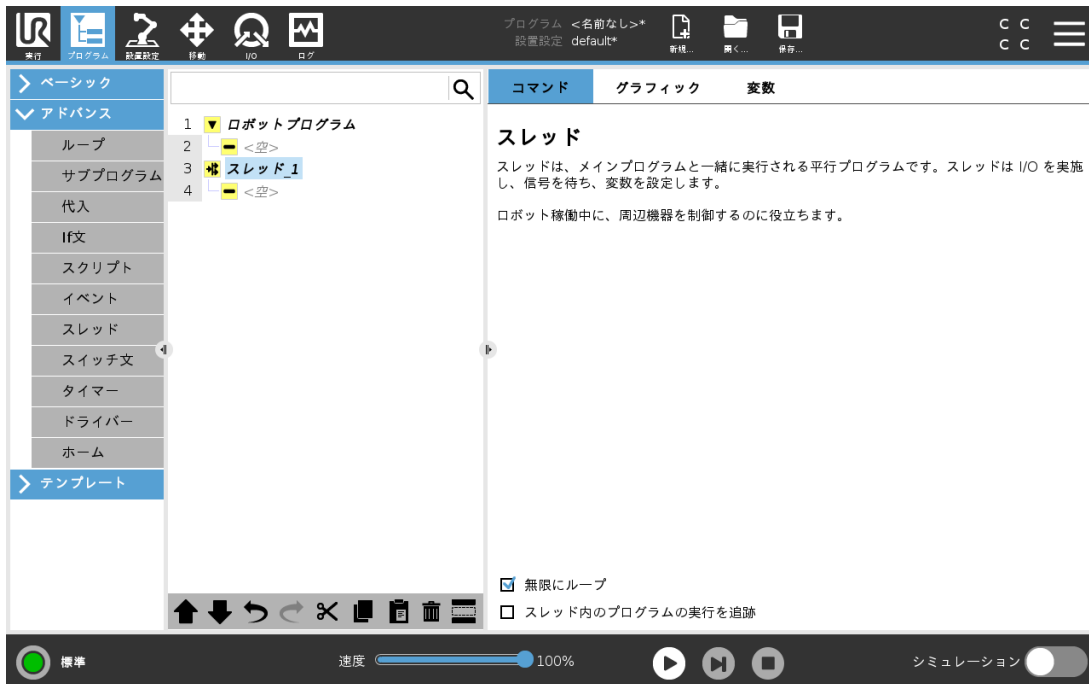 プログラム <名前なし>*
設置設定 default*
実行
プログラム
設置設定
移動
I/O
ログ
新規...
開く...
保存...
C C
C C
ベーシック
アドバンス
ループ
サブプログラム
代入
If文
スクリプト
イベント
スレッド
スイッチ文
タイマー
ドライバー
ホーム
テンプレート
1 ロボットプログラム
2 <空>
3 スレッド_1
4 <空>
コマンド グラフィック 変数
スレッド
スレッドは、メインプログラムと一緒に実行される平行プログラムです。スレッドは I/O を実施
し、信号を待ち、変数を設定します。
ロボット稼働中に、周辺機器を制御するのに役立ちます。
無限にループ
スレッド内のプログラムの実行を追跡
標準
速度 100%
シミュレーション